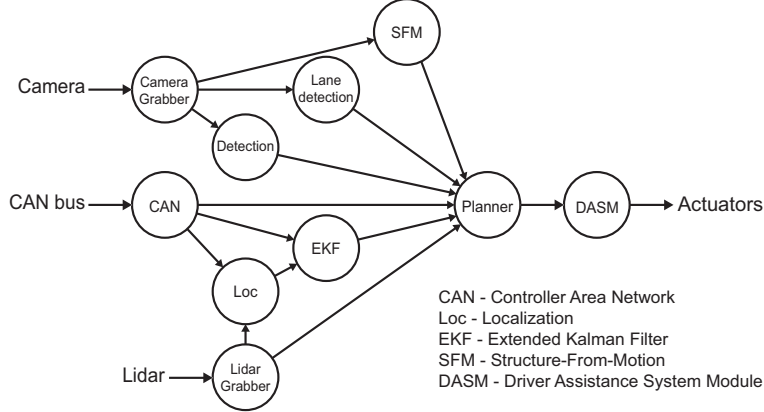 SFM
Camera
Camera
Grabber
Lane
detection
Detection
CAN bus
CAN
Planner
DASM
Actuators
EKF
Loc
Lidar
Lidar
Grabber
CAN - Controller Area Network
Loc - Localization
EKF - Extended Kalman Filter
SFM - Structure-From-Motion
DASM - Driver Assistance System Module